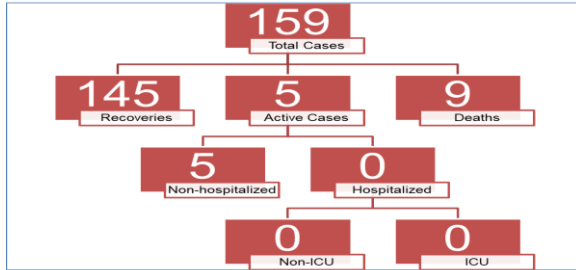 159
Total Cases
145
Recoveries
5
Active Cases
9
Deaths
5
Non-hospitalized
0
Hospitalized
0
Non-ICU
0
ICU